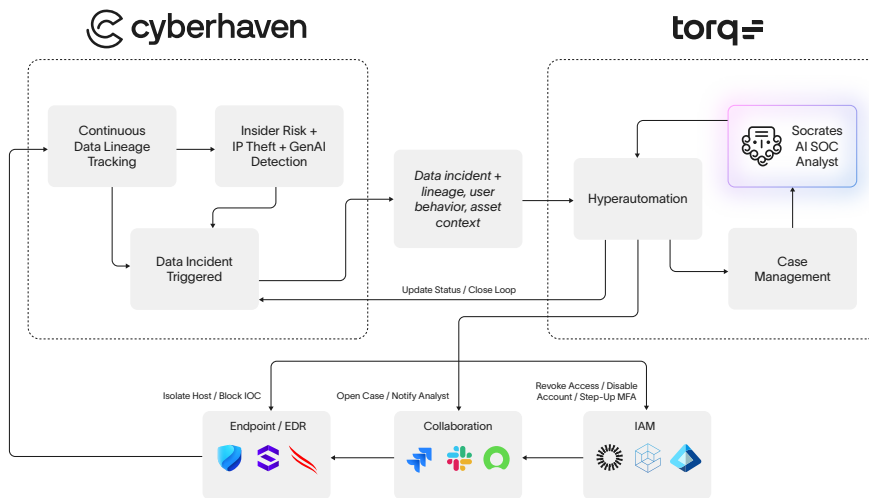 cyberhaven
torq
Continuous
Data Lineage
Tracking
Insider Risk +
IP Theft + GenAI
Detection
Data Incident
Triggered
Data incident +
lineage, user
behavior, asset
context
Hyperautomation
Socrates
AI SOC
Analyst
Case
Management
Update Status / Close Loop
Isolate Host / Block IOC
Open Case / Notify Analyst
Revoke Access / Disable
Account / Step-Up MFA
Endpoint / EDR
Collaboration
IAM